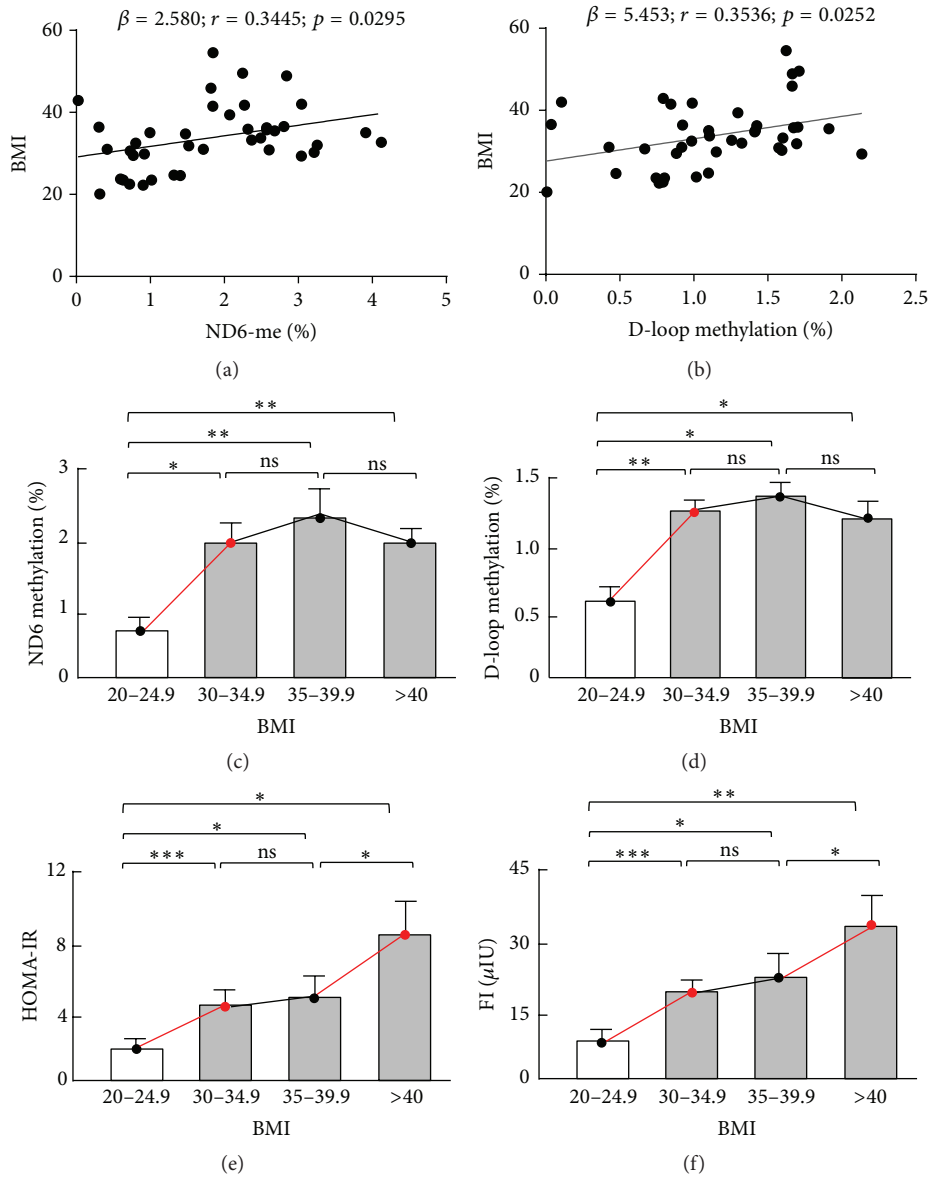 β = 2.580; r = 0.3445; p = 0.0295
60
40
20
0
BMI
0 1 2 3 4 5
ND6-me (%)
(a)
β = 5.453; r = 0.3536; p = 0.0252
60
40
20
0
BMI
0.0 0.5 1.0 1.5 2.0 2.5
D-loop methylation (%)
(b)
**
**
* ns ns
3
2
1
0
ND6 methylation (%)
20–24.9 30–34.9 35–39.9 >40
BMI
(c)
*
*
** ns ns
1.5
1.0
0.5
0
D-loop methylation (%)
20–24.9 30–34.9 35–39.9 >40
BMI
(d)
*
*
*** ns *
12
8
4
0
HOMA-IR
20–24.9 30–34.9 35–39.9 >40
BMI
(e)
**
*
*** ns *
45
30
15
0
FI (μIU)
20–24.9 30–34.9 35–39.9 >40
BMI
(f)